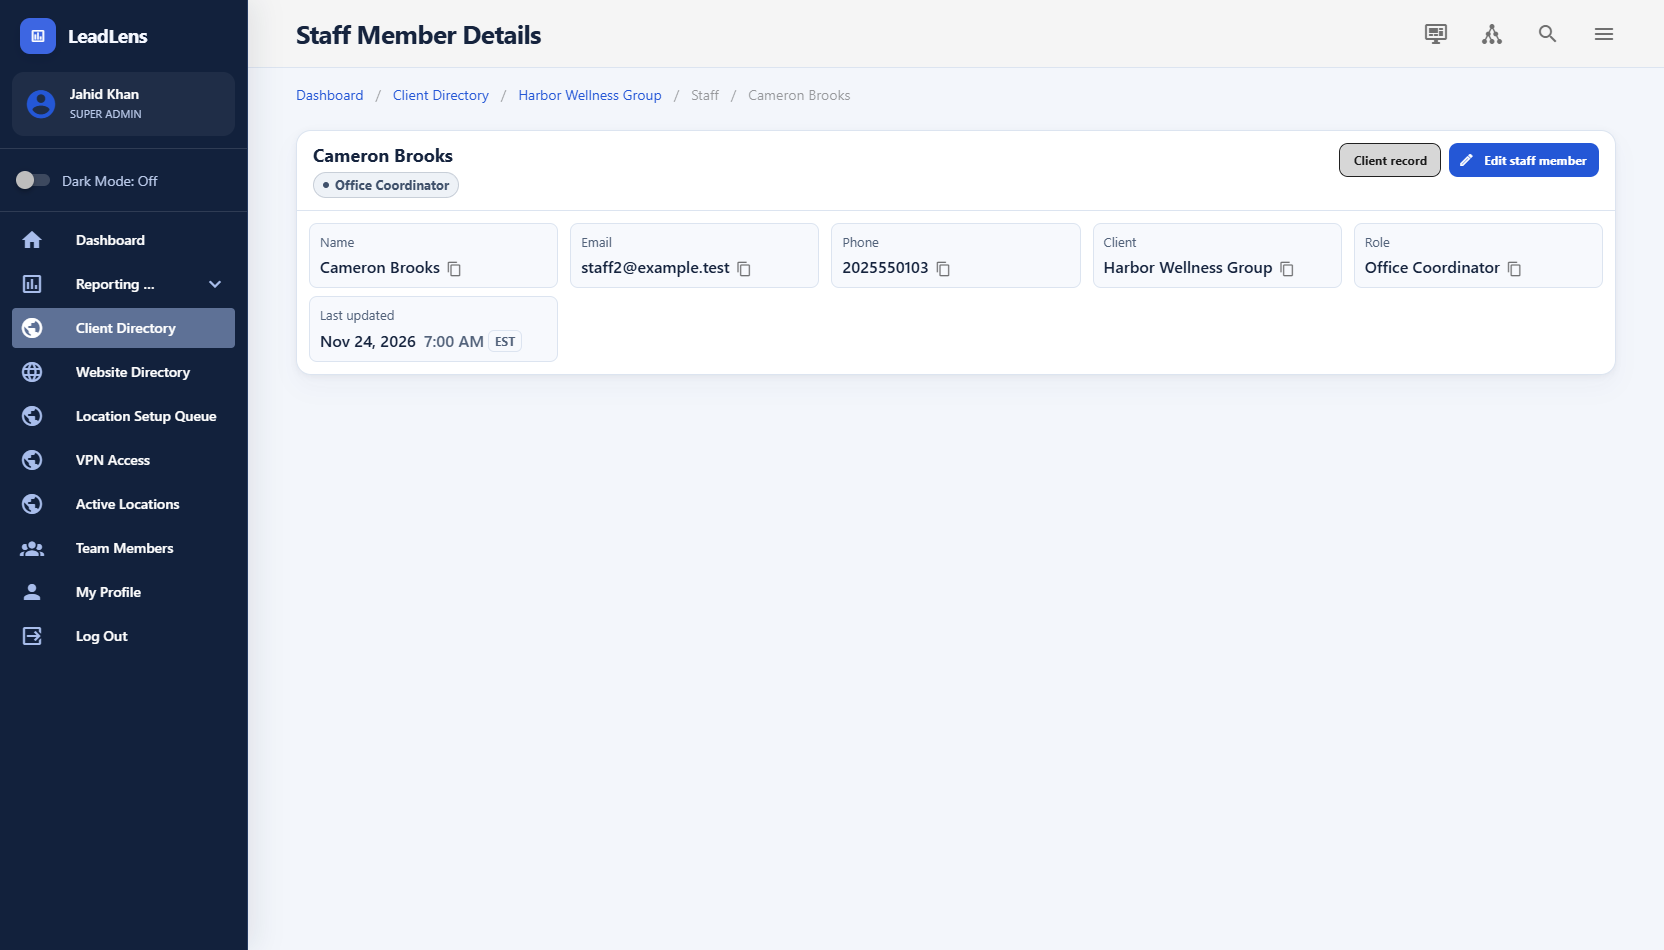 LeadLens
Jahid Khan
SUPER ADMIN
Dark Mode: Off
Dashboard
Reporting ...
Client Directory
Website Directory
Location Setup Queue
VPN Access
Active Locations
Team Members
My Profile
Log Out
Staff Member Details
Dashboard / Client Directory / Harbor Wellness Group / Staff / Cameron Brooks
Cameron Brooks
Office Coordinator
Client record
Edit staff member
Name
Cameron Brooks
Email
staff2@example.test
Phone
2025550103
Client
Harbor Wellness Group
Role
Office Coordinator
Last updated
Nov 24, 2026 7:00 AM EST